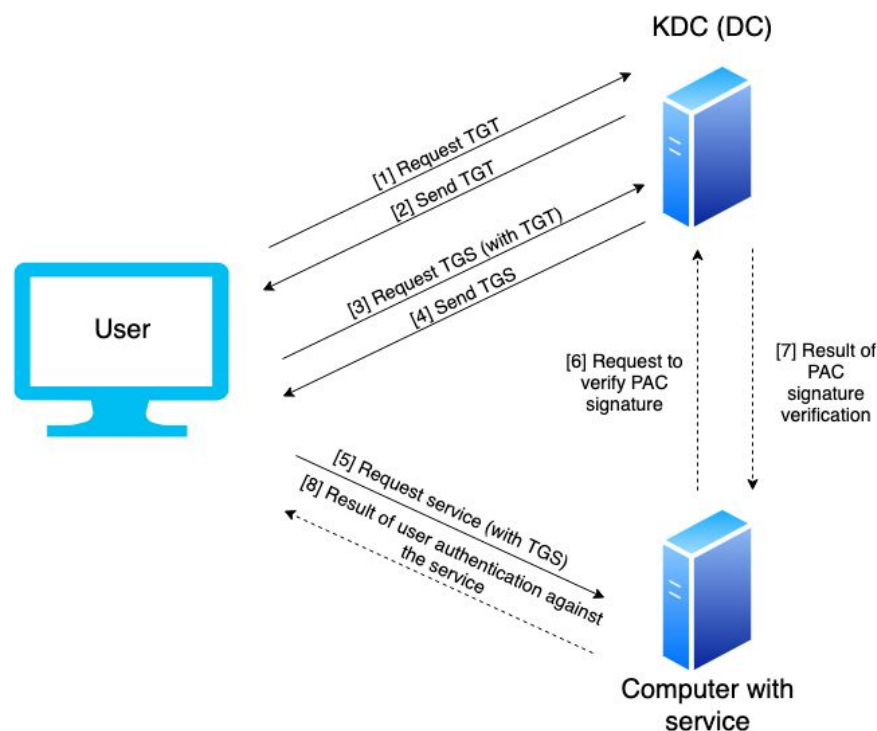 KDC (DC)
[1] Request TGT
[2] Send TGT
[3] Request TGS (with TGT)
[4] Send TGS
User
[6] Request to
verify PAC
signature
[7] Result of
PAC
signature
verification
[5] Request service (with TGS)
[8] Result of user authentication against
the service
Computer with
service